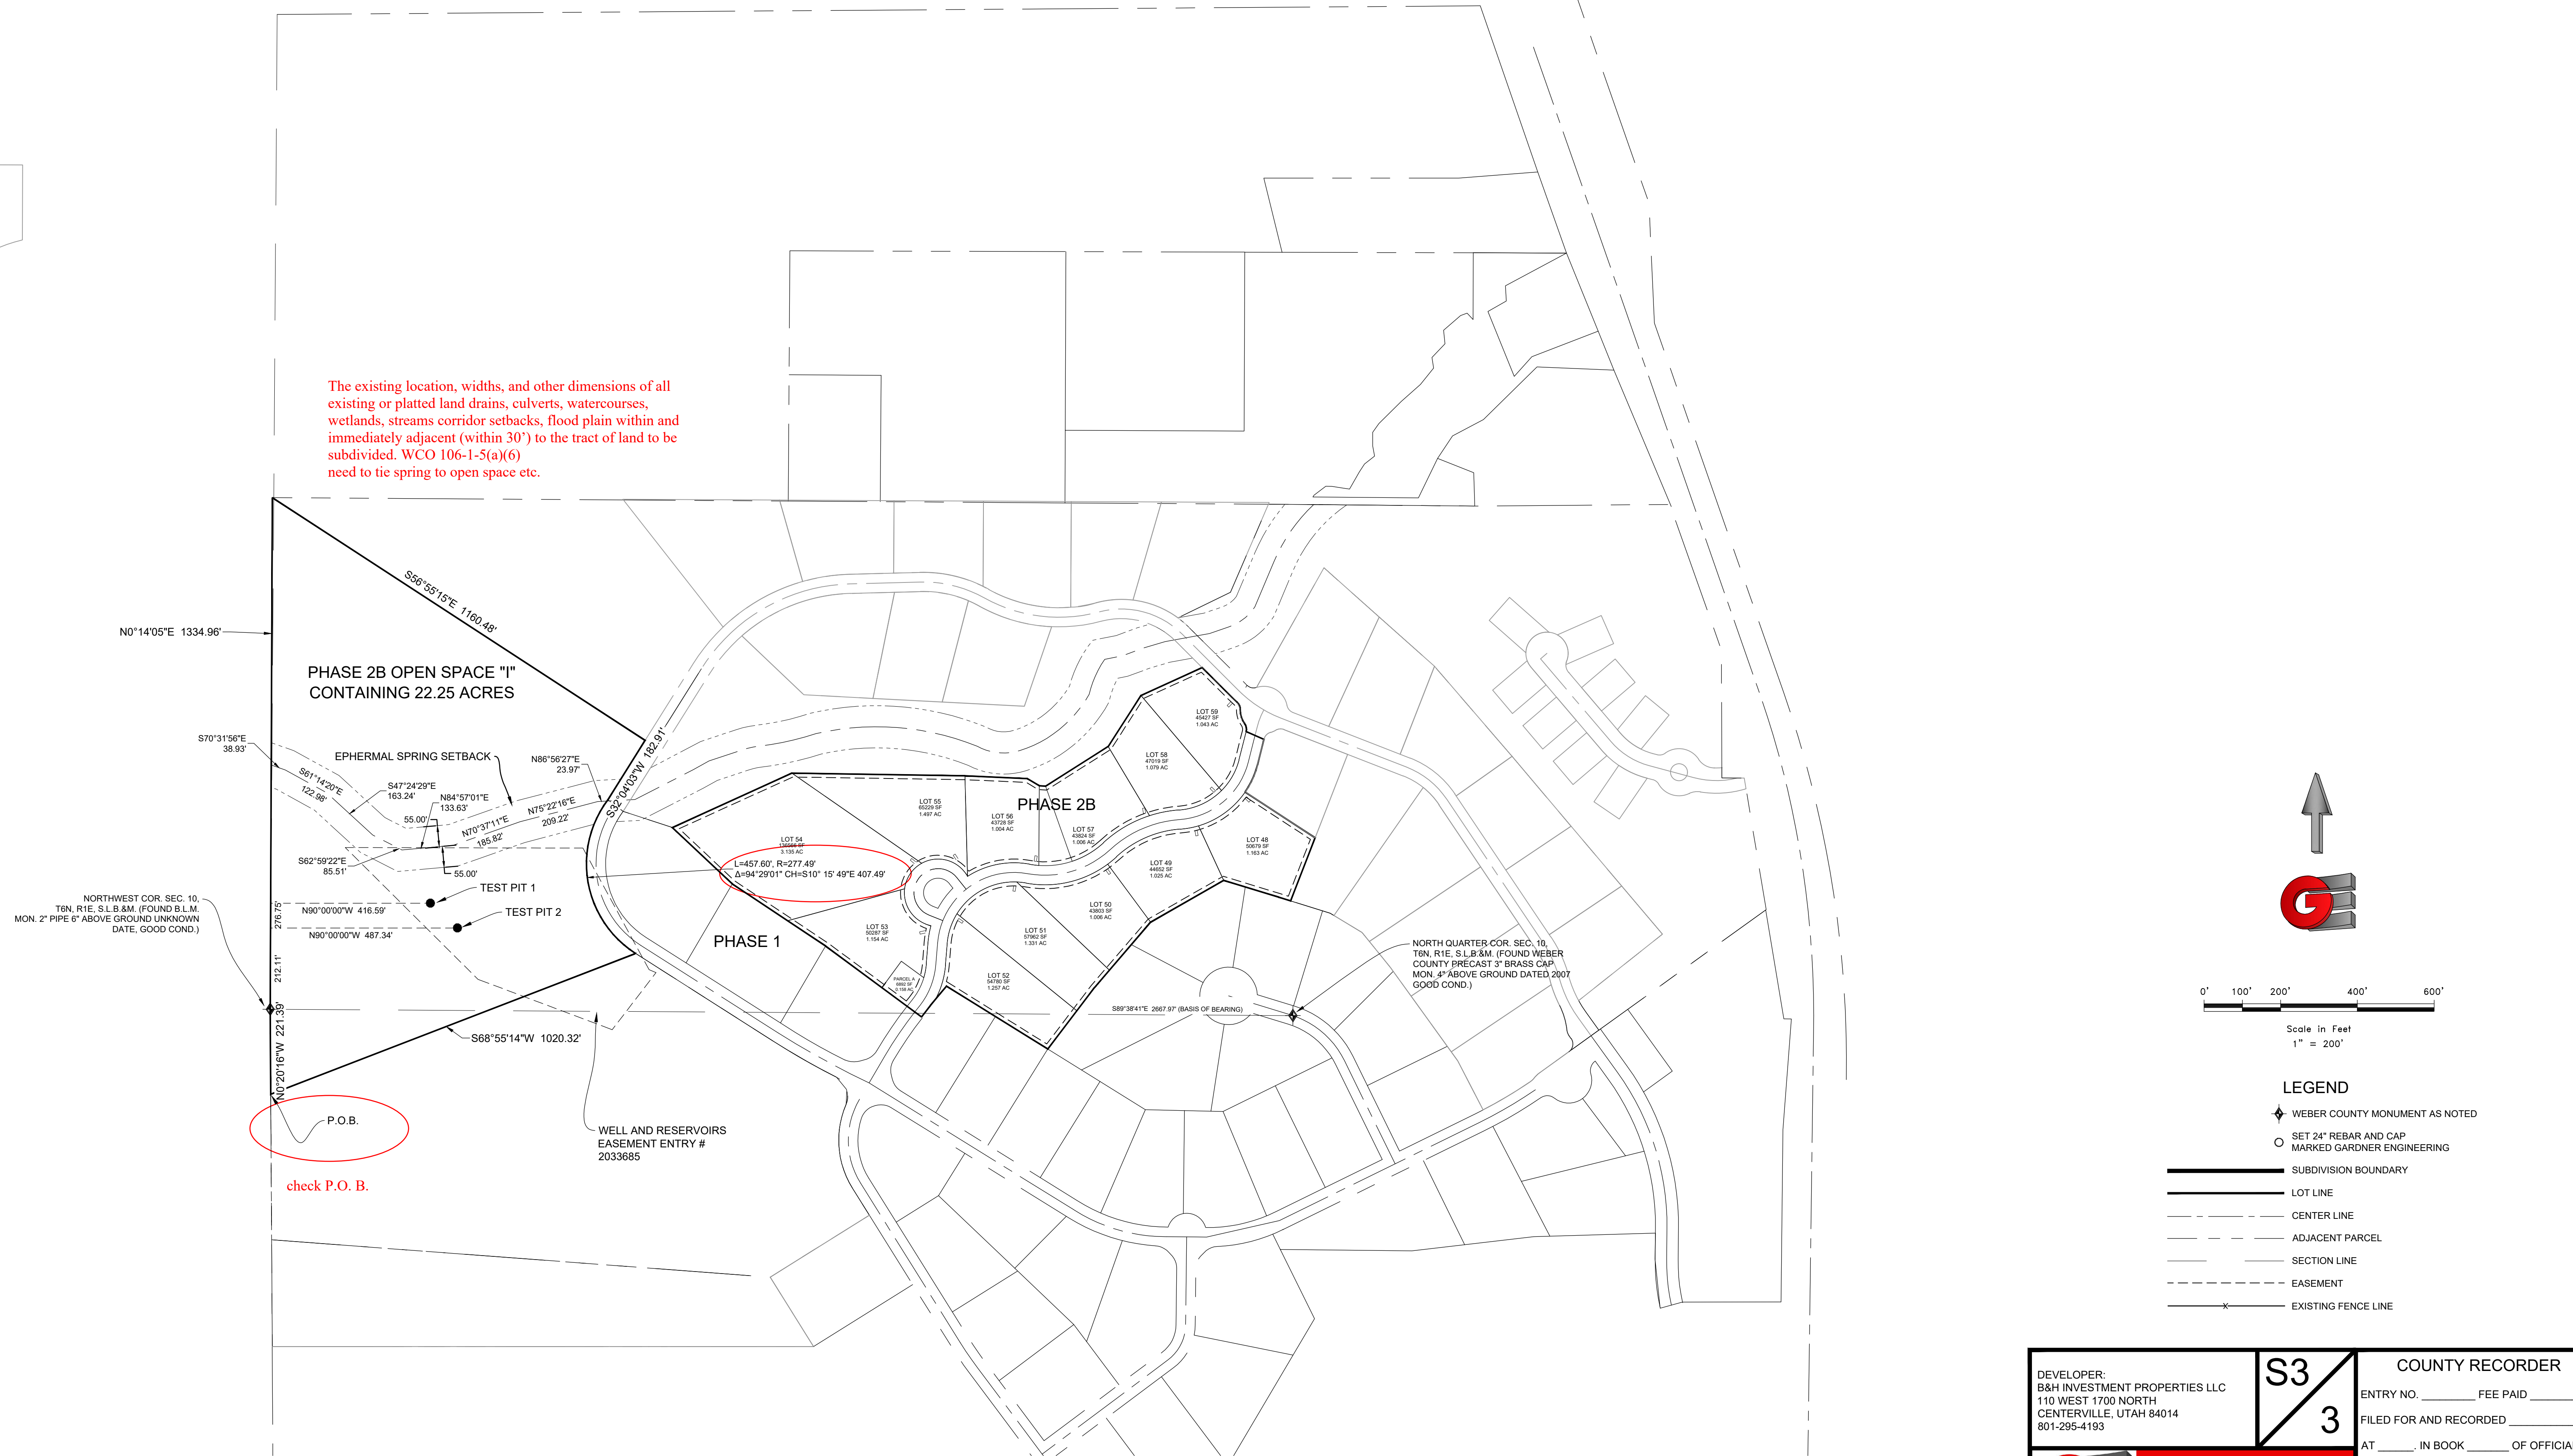 The existing location, widths, and other dimensions of all
existing or platted land drains, culverts, watercourses,
wetlands, streams corridor setbacks, flood plain within and
immediately adjacent (within 30’) to the tract of land to be
subdivided. WCO 106-1-5(a)(6)
need to tie spring to open space etc.
S56°55'15"E 1160.48'
N0°14'05"E 1334.96'
PHASE 2B OPEN SPACE "I"
CONTAINING 22.25 ACRES
S70°31'56"E
38.93'
EPHERMAL SPRING SETBACK
N86°56'27"E
23.97'
S32°04'03"W 182.91'
S61°14'20"E
122.98'
S47°24'29"E
163.24'
N84°57'01"E
133.63'
55.00'
N70°37'11"E
185.82'
N75°22'16"E
209.22'
S62°59'22"E
85.51'
55.00'
TEST PIT 1
N90°00'00"W 416.59'
TEST PIT 2
N90°00'00"W 487.34'
276.75'
212.11'
NORTHWEST COR. SEC. 10,
T6N, R1E, S.L.B.&M. (FOUND B.L.M.
MON. 2" PIPE 6" ABOVE GROUND UNKNOWN
DATE, GOOD COND.)
N0°20'16"W 221.39'
S68°55'14"W 1020.32'
P.O.B.
check P.O. B.
WELL AND RESERVOIRS
EASEMENT ENTRY #
2033685
PHASE 1
PHASE 2B
LOT 59
45427 SF
1.043 AC
LOT 58
47019 SF
1.079 AC
LOT 55
65229 SF
1.497 AC
LOT 56
43728 SF
1.004 AC
LOT 57
43824 SF
1.006 AC
LOT 48
50679 SF
1.163 AC
LOT 54
136566 SF
3.135 AC
L=457.60', R=277.49'
Δ=94°29'01" CH=S10° 15' 49"E 407.49'
LOT 49
44652 SF
1.025 AC
LOT 50
43803 SF
1.006 AC
LOT 53
50287 SF
1.154 AC
LOT 51
57962 SF
1.331 AC
LOT 52
54780 SF
1.257 AC
PARCEL A
6892 SF
0.158 AC
NORTH QUARTER COR. SEC. 10,
T6N, R1E, S.L.B.&M. (FOUND WEBER
COUNTY PRECAST 3" BRASS CAP
MON. 4" ABOVE GROUND DATED 2007
GOOD COND.)
S89°38'41"E 2667.97' (BASIS OF BEARING)
GE
0' 100' 200' 400' 600'
Scale in Feet
1" = 200'
LEGEND
WEBER COUNTY MONUMENT AS NOTED
SET 24" REBAR AND CAP
MARKED GARDNER ENGINEERING
SUBDIVISION BOUNDARY
LOT LINE
CENTER LINE
ADJACENT PARCEL
SECTION LINE
EASEMENT
X EXISTING FENCE LINE
DEVELOPER:
B&H INVESTMENT PROPERTIES LLC
110 WEST 1700 NORTH
CENTERVILLE, UTAH 84014
801-295-4193
S3
3
COUNTY RECORDER
ENTRY NO. ________ FEE PAID ________
FILED FOR AND RECORDED ________
AT ______, IN BOOK ______ OF OFFICIA